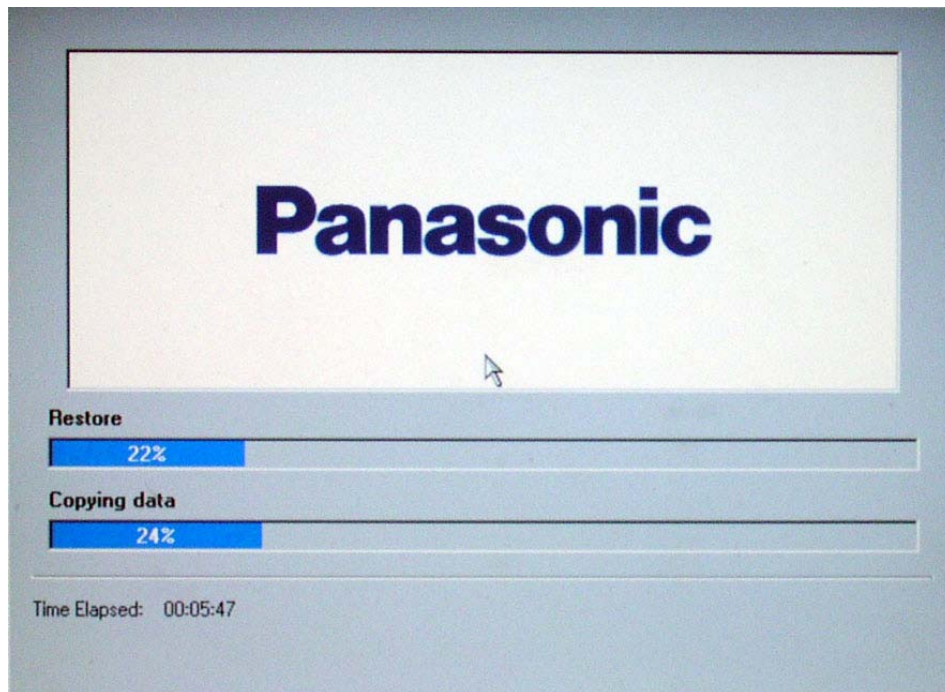 Panasonic
Restore
22%
Copying data
24%
Time Elapsed: 00:05:47